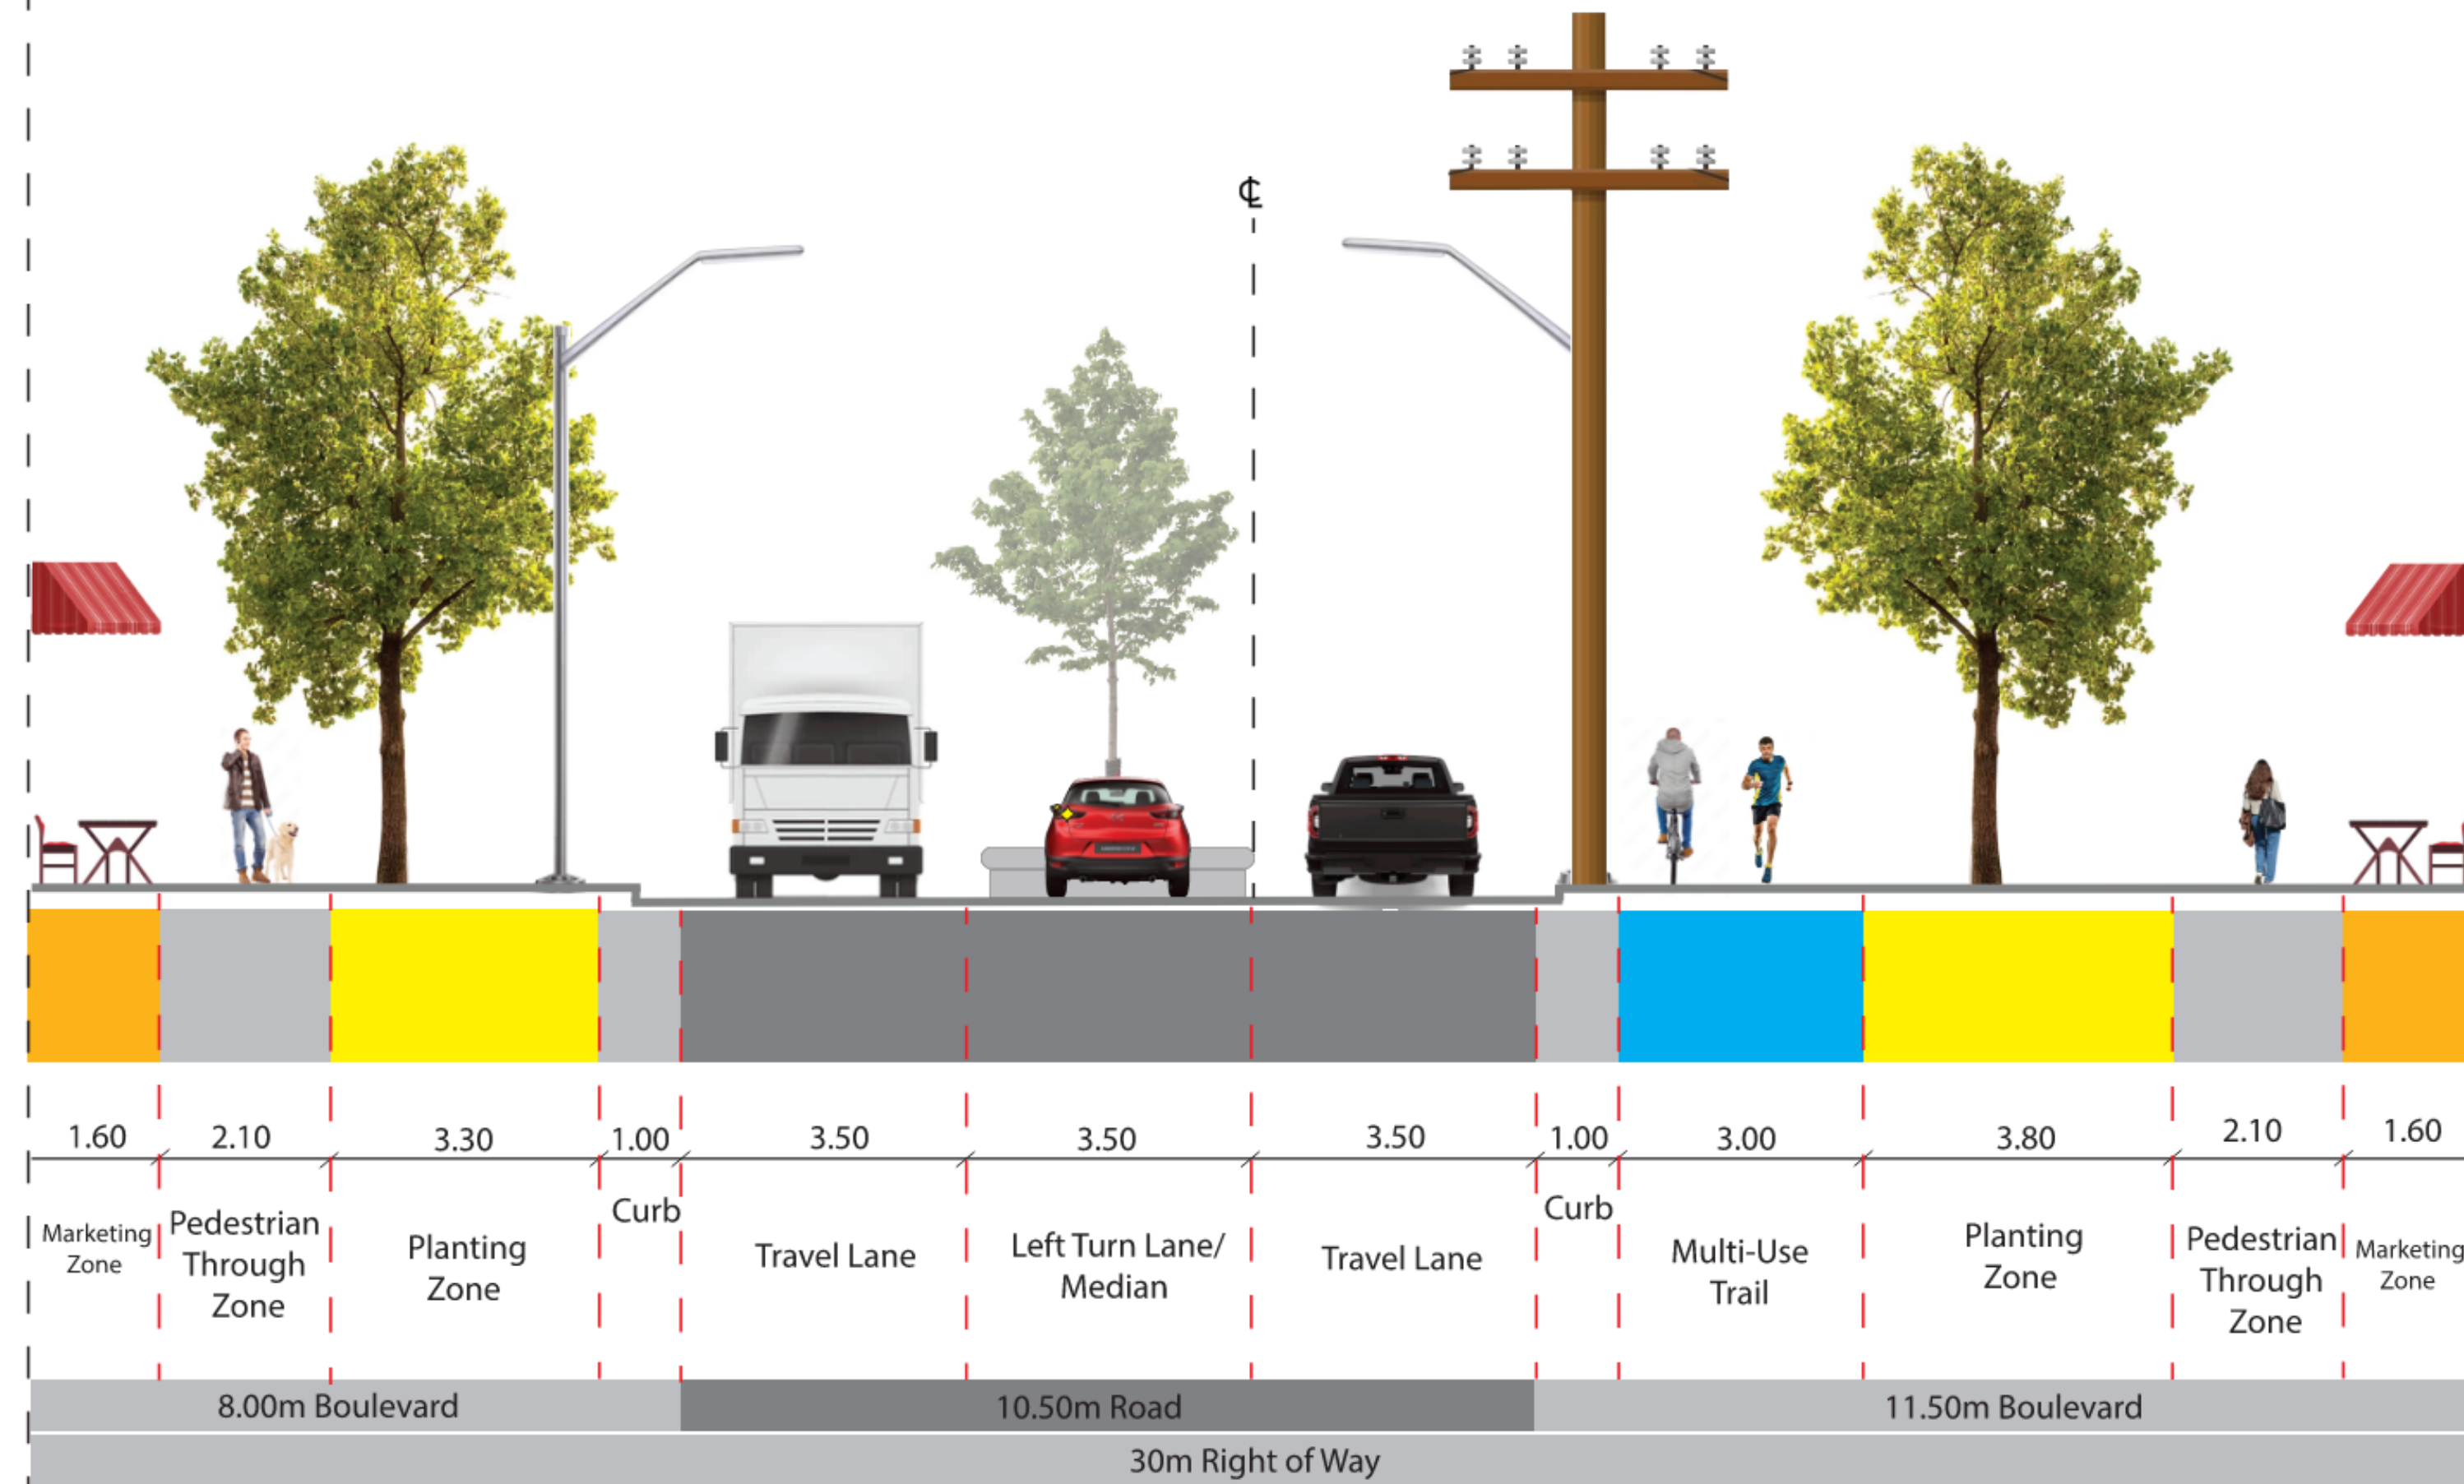 ℄
1.60 2.10 3.30 1.00 3.50 3.50 3.50 1.00 3.00 3.80 2.10 1.60
Marketing
Zone
Pedestrian
Through
Zone
Planting
Zone
Curb
Travel Lane
Left Turn Lane/
Median
Travel Lane
Curb
Multi-Use
Trail
Planting
Zone
Pedestrian
Through
Zone
Marketing
Zone
8.00m Boulevard
10.50m Road
11.50m Boulevard
30m Right of Way